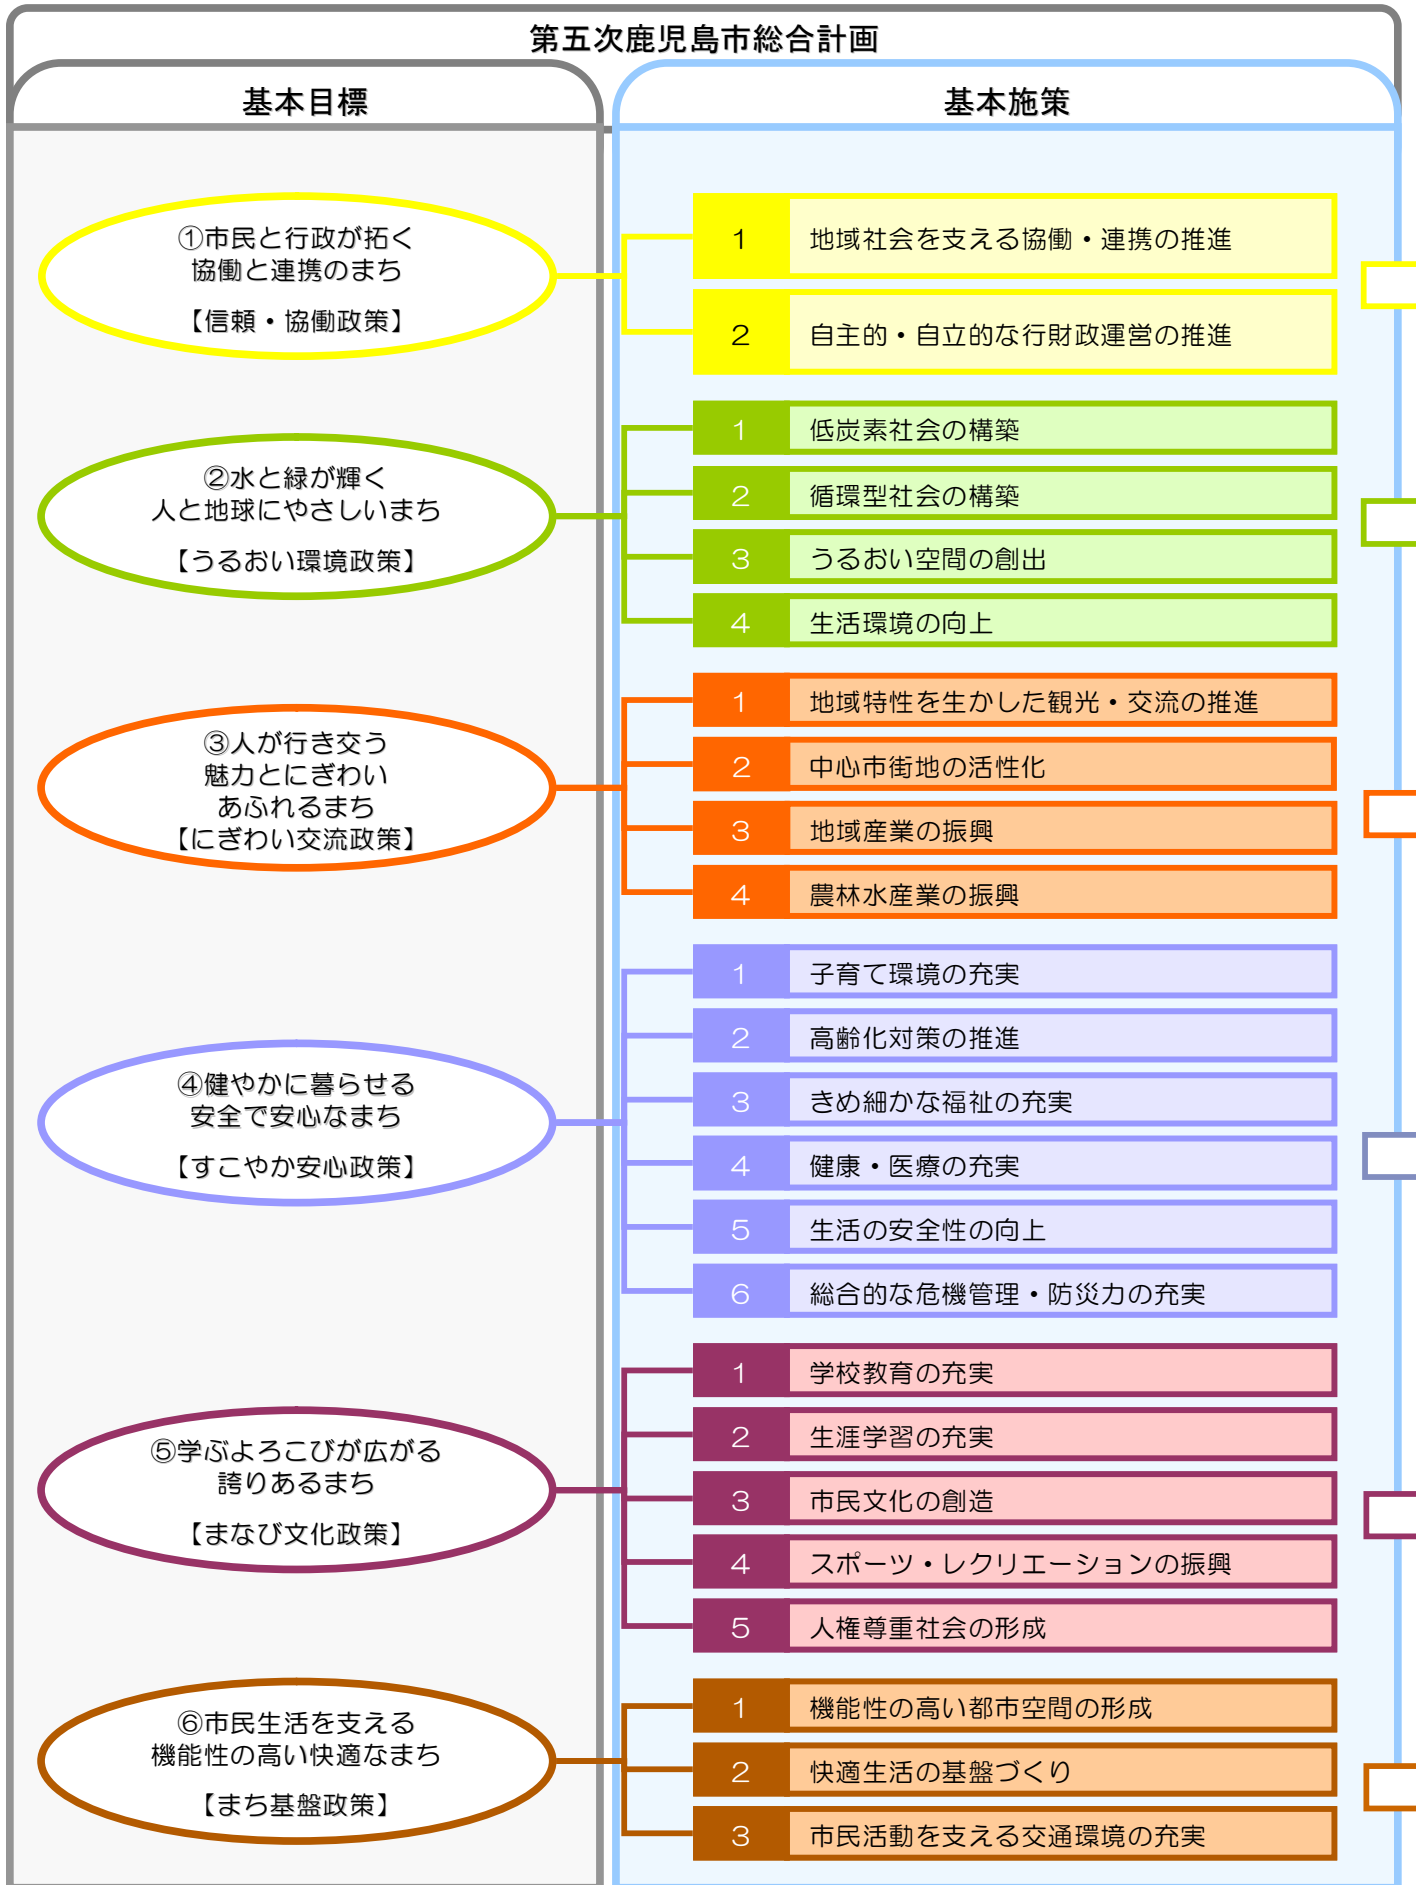 第五次鹿児島市総合計画
基本目標
基本施策
①市民と行政が拓く
協働と連携のまち
【信頼・協働政策】
1 地域社会を支える協働・連携の推進
2 自主的・自立的な行財政運営の推進
②水と緑が輝く
人と地球にやさしいまち
【うるおい環境政策】
1 低炭素社会の構築
2 循環型社会の構築
3 うるおい空間の創出
4 生活環境の向上
③人が行き交う
魅力とにぎわい
あふれるまち
【にぎわい交流政策】
1 地域特性を生かした観光・交流の推進
2 中心市街地の活性化
3 地域産業の振興
4 農林水産業の振興
④健やかに暮らせる
安全で安心なまち
【すこやか安心政策】
1 子育て環境の充実
2 高齢化対策の推進
3 きめ細かな福祉の充実
4 健康・医療の充実
5 生活の安全性の向上
6 総合的な危機管理・防災力の充実
⑤学ぶよろこびが広がる
誇りあるまち
【まなび文化政策】
1 学校教育の充実
2 生涯学習の充実
3 市民文化の創造
4 スポーツ・レクリエーションの振興
5 人権尊重社会の形成
⑥市民生活を支える
機能性の高い快適なまち
【まち基盤政策】
1 機能性の高い都市空間の形成
2 快適生活の基盤づくり
3 市民活動を支える交通環境の充実